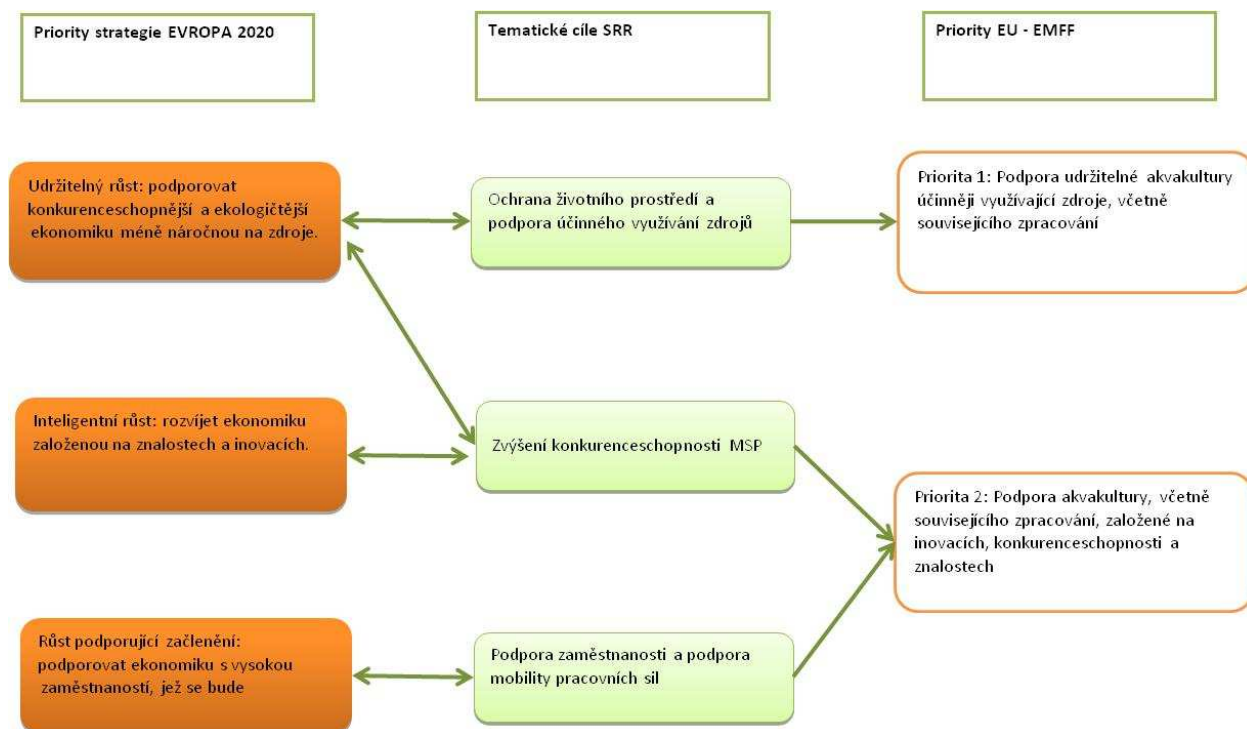 Priority strategie EVROPA 2020
Tematické cíle SRR
Priority EU - EMFF
Udržitelný růst: podporovat
konkurenceschopnější a ekologičtější
ekonomiku méně náročnou na zdroje.
Ochrana životního prostředí a
podpora účinného využívání zdrojů
Priorita 1: Podpora udržitelné akvakultury
účinněji využívající zdroje, včetně
souvisejícího zpracování
Inteligentní růst: rozvíjet ekonomiku
založenou na znalostech a inovacích.
Zvýšení konkurenceschopnosti MSP
Priorita 2: Podpora akvakultury, včetně
souvisejícího zpracování, založené na
inovacích, konkurenceschopnosti a
znalostech
Růst podporující začlenění:
podporovat ekonomiku s vysokou
zaměstnaností, jež se bude
Podpora zaměstnanosti a podpora
mobility pracovních sil